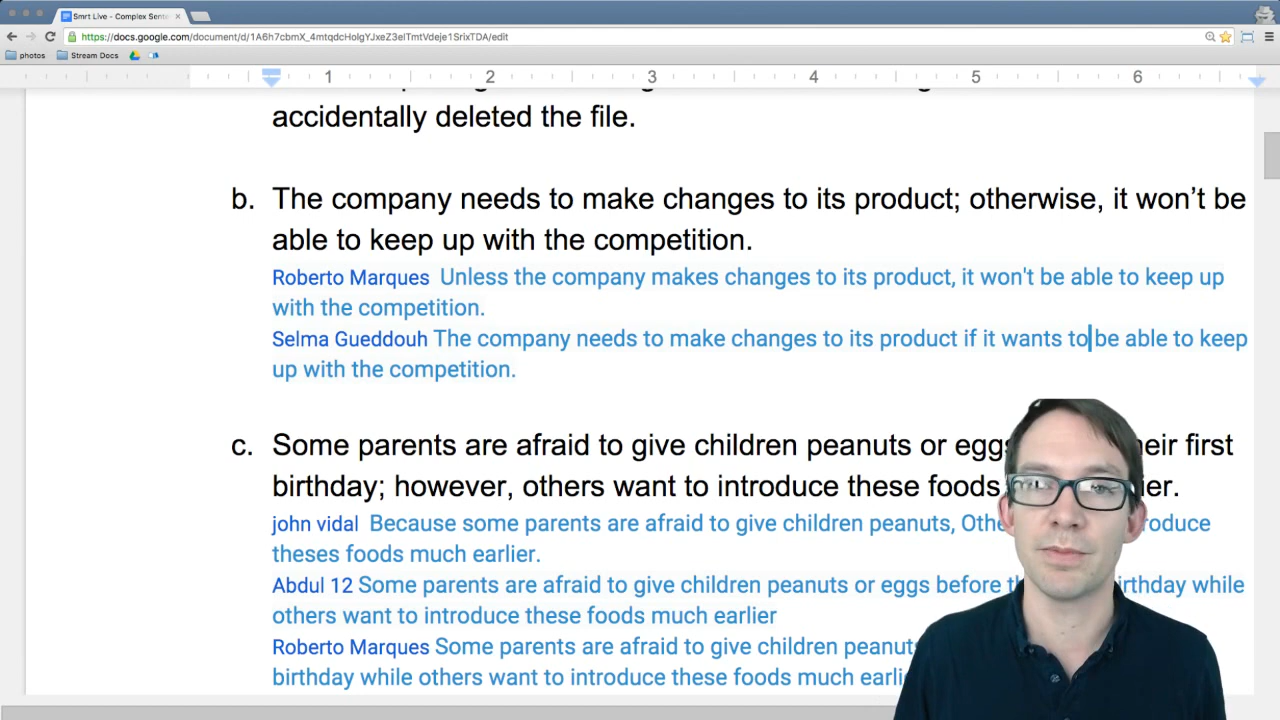 Smrt Live - Complex Sente
https://docs.google.com/document/d/1A6h7cbmX_4mtqdcHolgYJxeZ3elTmtVdeje1SrixTDA/edit
photos Stream Docs
1 2 3 4 5 6
accidentally deleted the file.
b. The company needs to make changes to its product; otherwise, it won’t be
able to keep up with the competition.
Roberto Marques Unless the company makes changes to its product, it won't be able to keep up
with the competition.
Selma Gueddouh The company needs to make changes to its product if it wants to be able to keep
up with the competition.
c. Some parents are afraid to give children peanuts or eggs their first
birthday; however, others want to introduce these foods
john vidal Because some parents are afraid to give children peanuts,
theses foods much earlier.
Abdul 12 Some parents are afraid to give children peanuts or eggs before while
others want to introduce these foods much earlier
Roberto Marques Some parents are afraid to give children
birthday while others want to introduce these foods much